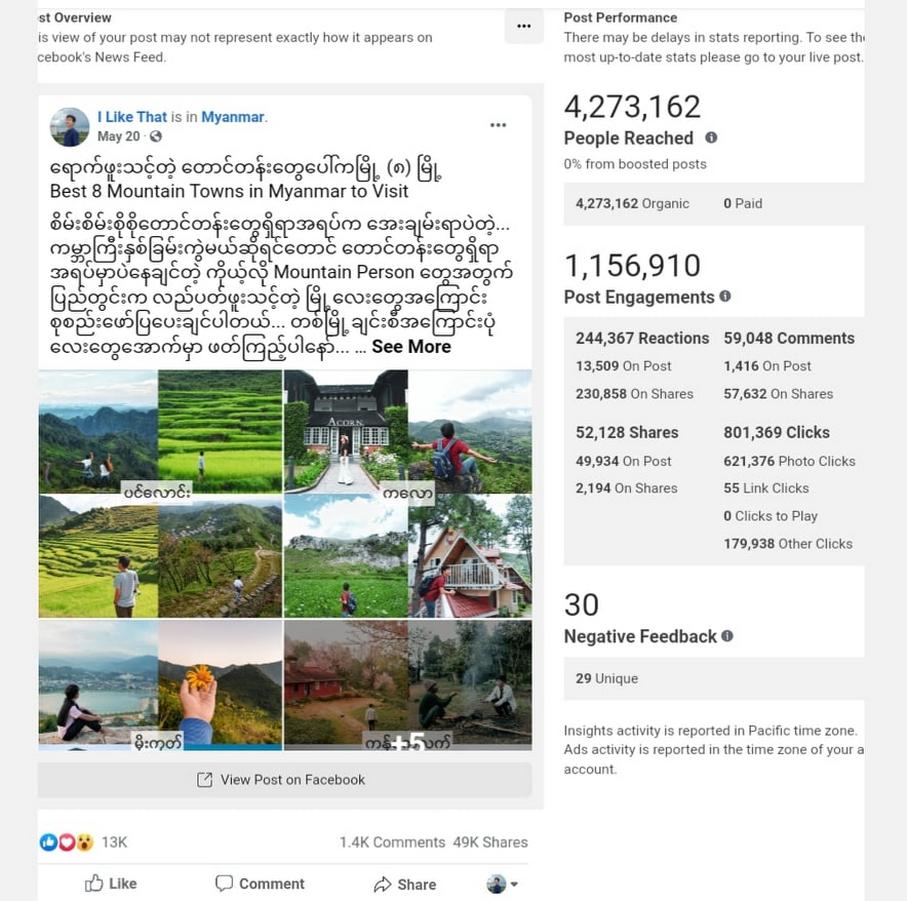 st Overview
is view of your post may not represent exactly how it appears on
cebook's News Feed.
I Like That is in Myanmar.
May 20
ရောက်ဖူးသင့်တဲ့ တောင်တန်းတွေပေါ်ကမြို့ (၈) မြို့
Best 8 Mountain Towns in Myanmar to Visit
စိမ်းစိမ်းစိုစိုတောင်တန်းတွေရှိရာအရပ်က အေးချမ်းရာပဲတဲ့...
ကမ္ဘာကြီးနှစ်ခြမ်းကွဲမယ်ဆိုရင်တောင် တောင်တန်းတွေရှိရာ
အရပ်မှာပဲနေချင်တဲ့ ကိုယ့်လို Mountain Person တွေအတွက်
ပြည်တွင်းက လည်ပတ်ဖူးသင့်တဲ့ မြို့လေးတွေအကြောင်း
စုစည်းဖော်ပြပေးချင်ပါတယ်... တစ်မြို့ချင်းစီအကြောင်းပုံ
လေးတွေအောက်မှာ ဖတ်ကြည့်ပါနော်... ... See More
ACORN
ပင်လောင်း
ကလော
မိုးကုတ်
+5
View Post on Facebook
13K
1.4K Comments 49K Shares
Like
Comment
Share
Post Performance
There may be delays in stats reporting. To see the
most up-to-date stats please go to your live post.
4,273,162
People Reached
0% from boosted posts
4,273,162 Organic
0 Paid
1,156,910
Post Engagements
244,367 Reactions
59,048 Comments
13,509 On Post
1,416 On Post
230,858 On Shares
57,632 On Shares
52,128 Shares
801,369 Clicks
49,934 On Post
621,376 Photo Clicks
2,194 On Shares
55 Link Clicks
0 Clicks to Play
179,938 Other Clicks
30
Negative Feedback
29 Unique
Insights activity is reported in Pacific time zone.
Ads activity is reported in the time zone of your a
account.